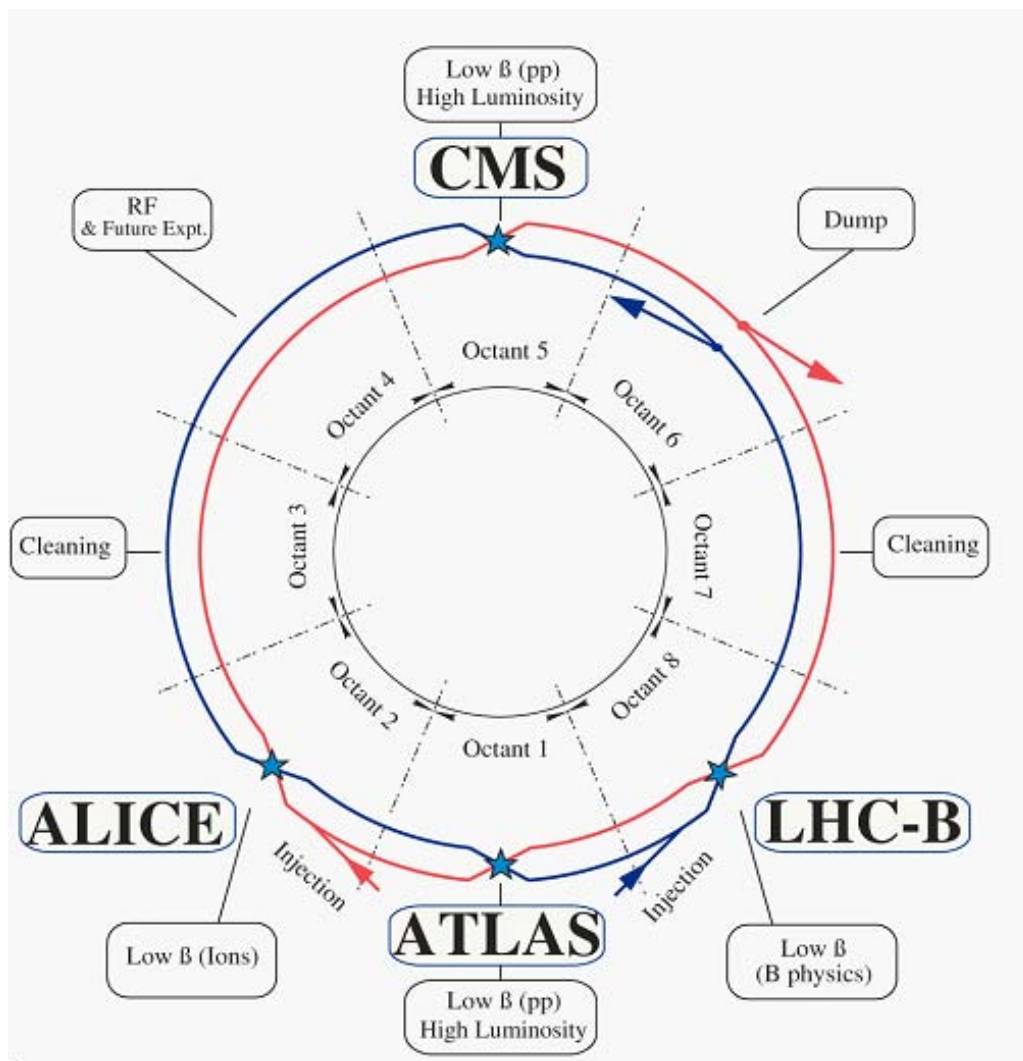 Low ß (pp)
High Luminosity
CMS
RF
& Future Expt.
Dump
Octant 5
Octant 4
Octant 6
Cleaning
Octant 3
Octant 7
Cleaning
Octant 2
Octant 8
Octant 1
ALICE
LHC-B
Injection
Injection
ATLAS
Low ß (Ions)
Low ß
(B physics)
Low ß (pp)
High Luminosity